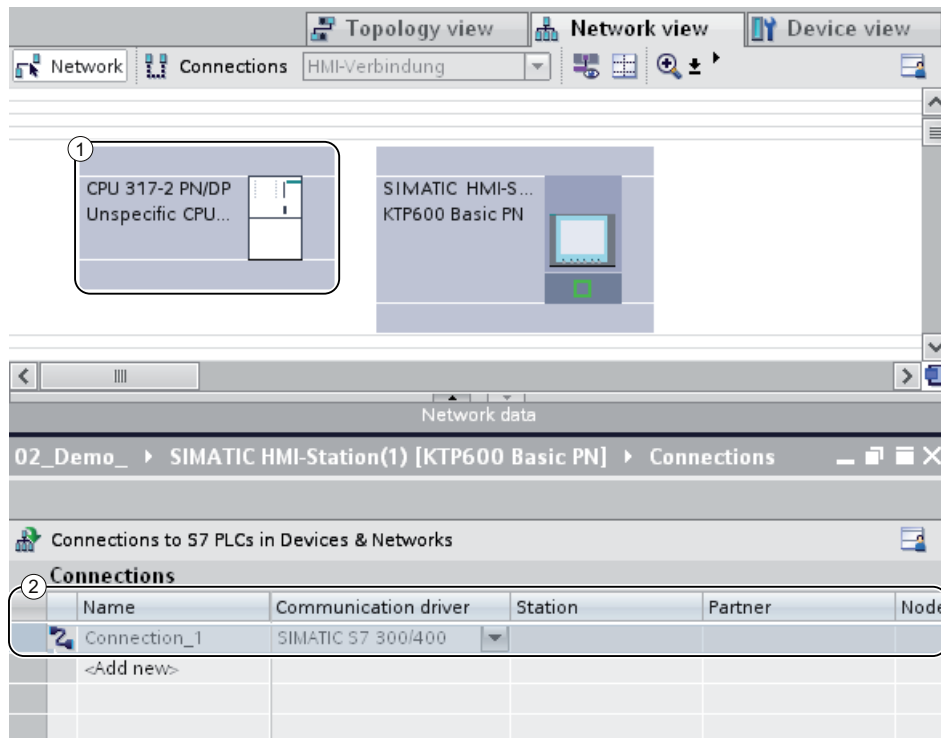 Topology view
Network view
Device view
Network
Connections
HMI-Verbindung
1
CPU 317-2 PN/DP
Unspecific CPU...
SIMATIC HMI-S...
KTP600 Basic PN
Network data
02_Demo_ SIMATIC HMI-Station(1) [KTP600 Basic PN] Connections
Connections to S7 PLCs in Devices & Networks
Connections
2
Name Communication driver Station Partner Node
Connection_1 SIMATIC S7 300/400
<Add new>